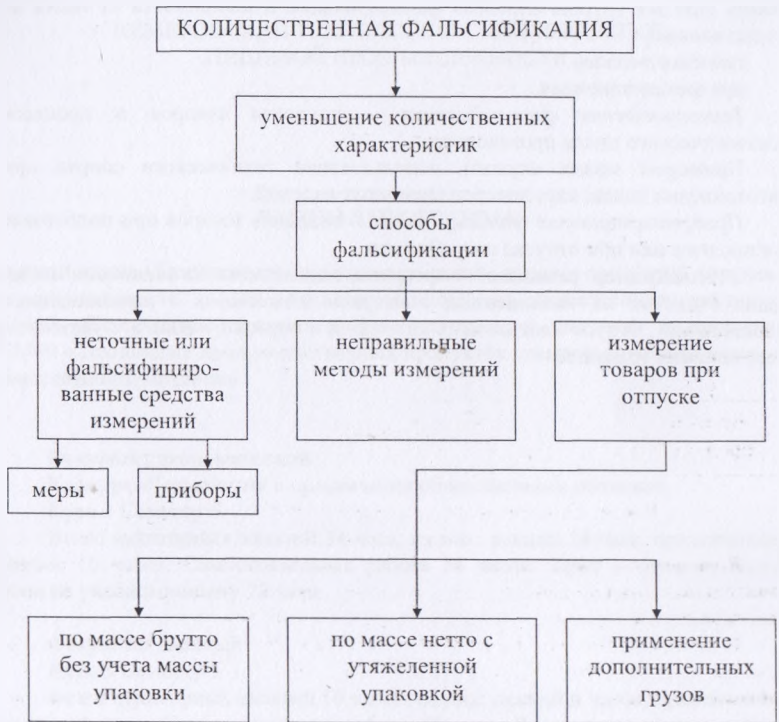 КОЛИЧЕСТВЕННАЯ ФАЛЬСИФИКАЦИЯ
уменьшение количественных
характеристик
способы
фальсификации
неточные или
фальсифициро-
ванные средства
измерений
неправильные
методы измерений
измерение
товаров при
отпуске
меры
приборы
по массе брутто
без учета массы
упаковки
по массе нетто с
утяжеленной
упаковкой
применение
дополнительных
грузов